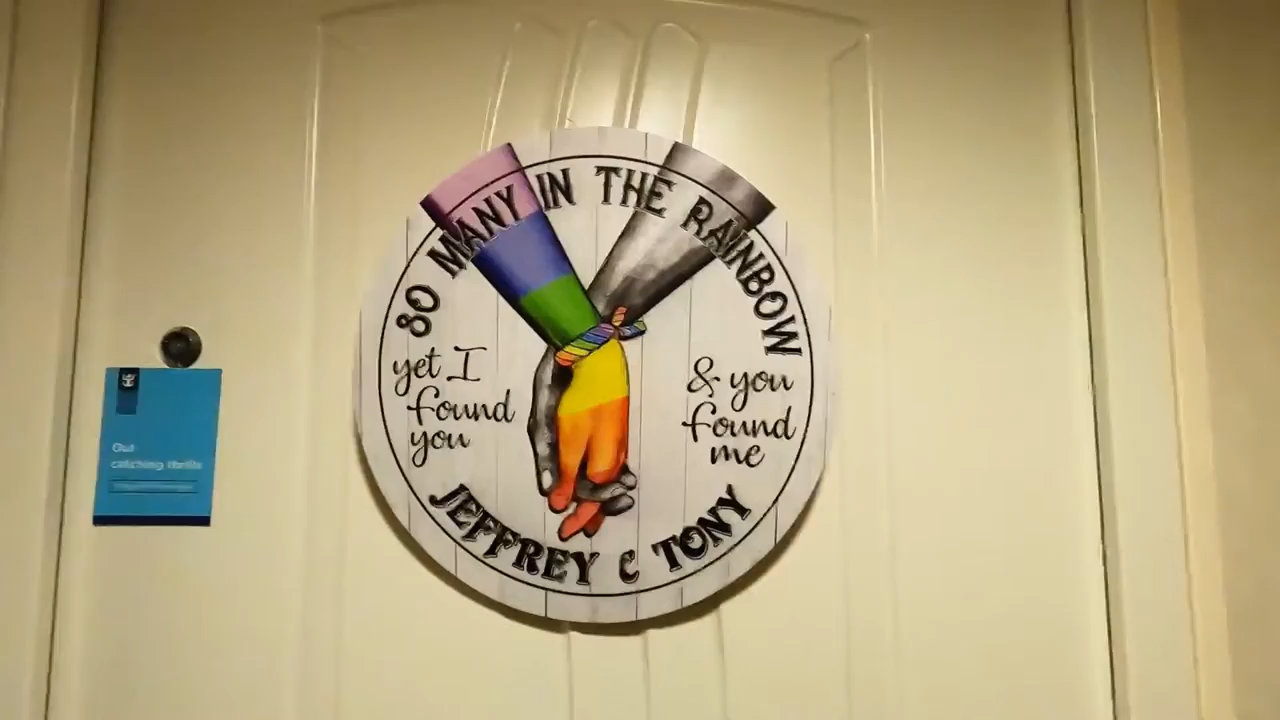 SO MANY IN THE RAINBOW
yet I
found
you
& you
found
me
JEFFREY C TONY
Out
catching thrills